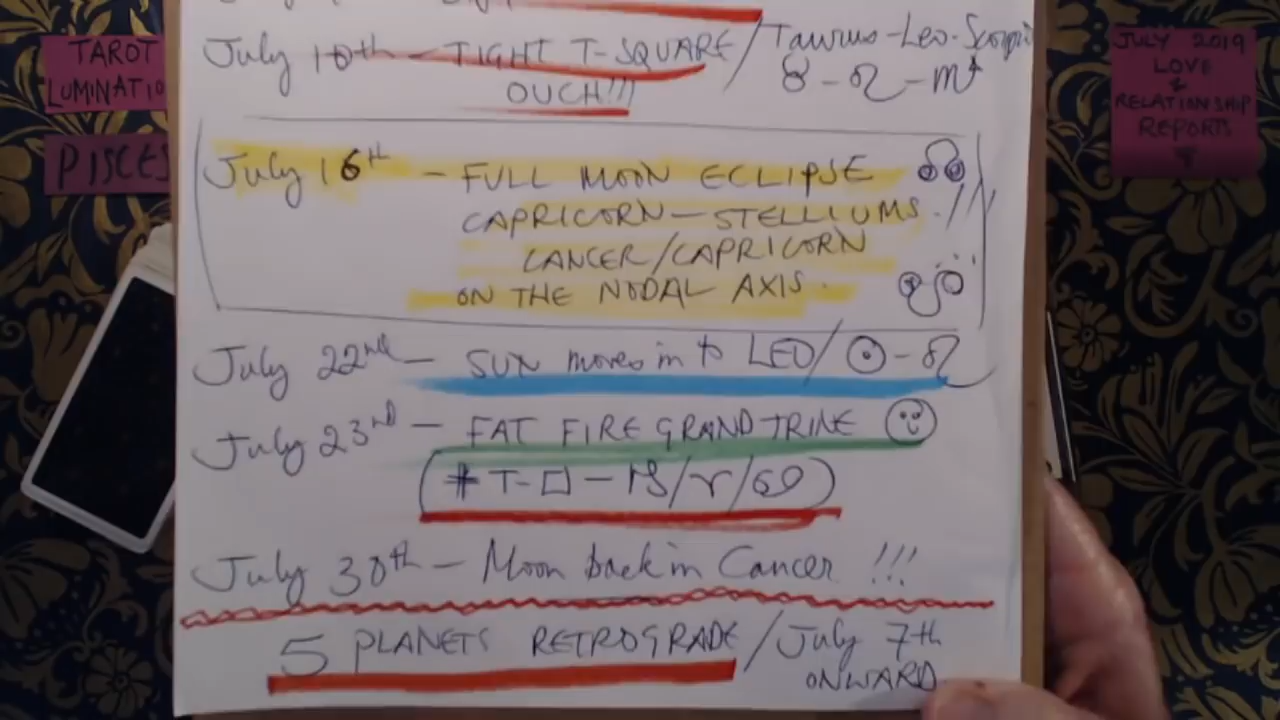 TAROT
LUMINATIO
PISCES
JULY 2019
LOVE
&
RELATIONSHIP
REPORTS
July 10th - TIGHT T-SQUARE / Taurus-Leo-Scorpio
♉ - ♌ - ♏
OUCH!!!
July 16th - FULL MOON ECLIPSE ☊
CAPRICORN - STELLIUMS . //
CANCER/CAPRICORN
ON THE NODAL AXIS. ☋
July 22nd - SUN moves in to LEO / ☉ - ♌
July 23rd - FAT FIRE GRAND TRINE ☺
(# T-□ - ♑/♈/♋)
July 30th - Moon back in Cancer !!!
5 PLANETS RETROGRADE / July 7th
ONWARD